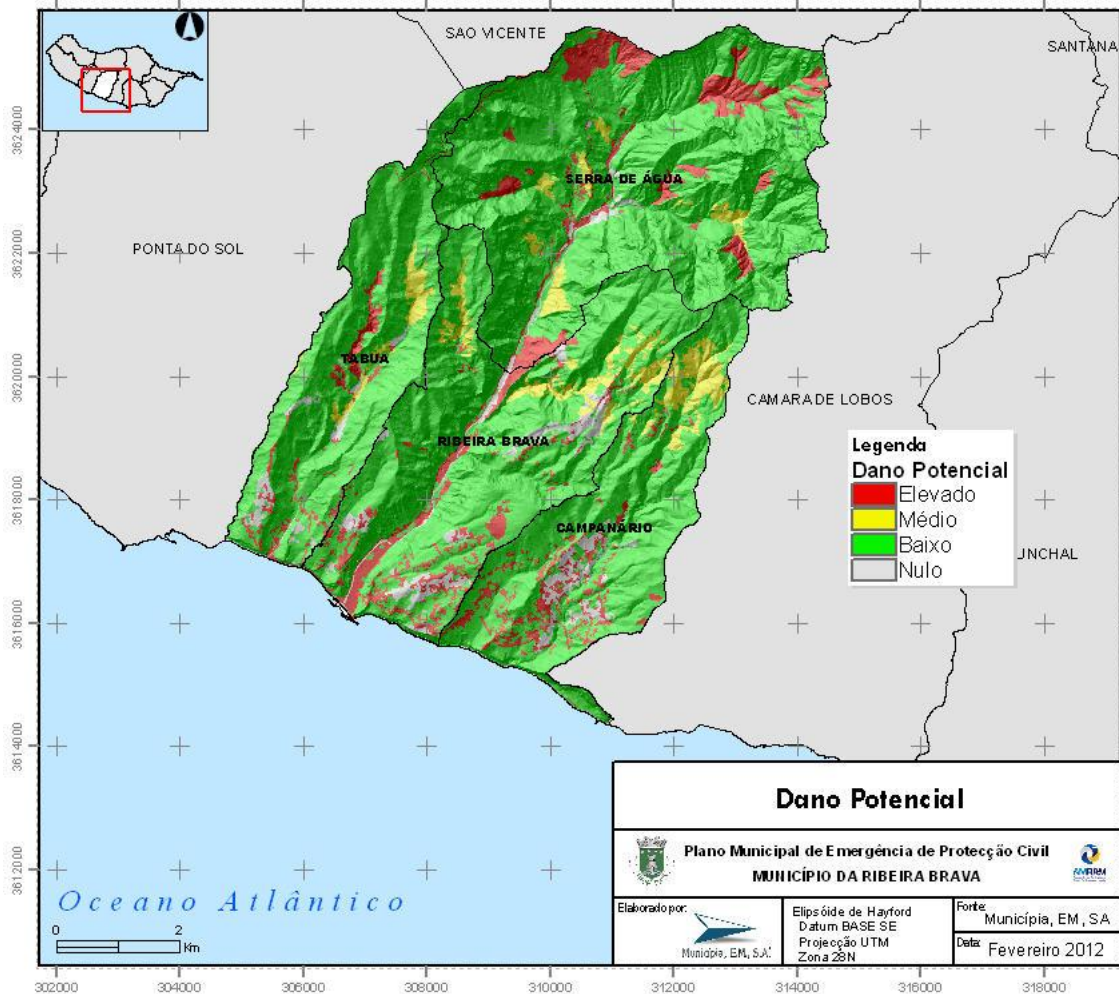 SAO VICENTE
SANTANA
SERRA DE ÁGUA
PONTA DO SOL
TABUA
CAMARA DE LOBOS
RIBEIRA BRAVA
CAMPANÁRIO
UNCHAL
Legenda
Dano Potencial
Elevado
Médio
Baixo
Nulo
3624000
3622000
3620000
3618000
3616000
3614000
3612000
Oceano Atlântico
0 2
Km
Dano Potencial
Plano Municipal de Emergência de Protecção Civil
MUNICÍPIO DA RIBEIRA BRAVA
AMRAM
Elaborado por:
Municípia, EM, S.A.
Elipsóide de Hayford
Datum BASE SE
Projecção UTM
Zona 28N
Fonte:
Municípia, EM, SA
Data: Fevereiro 2012
302000 304000 306000 308000 310000 312000 314000 316000 318000